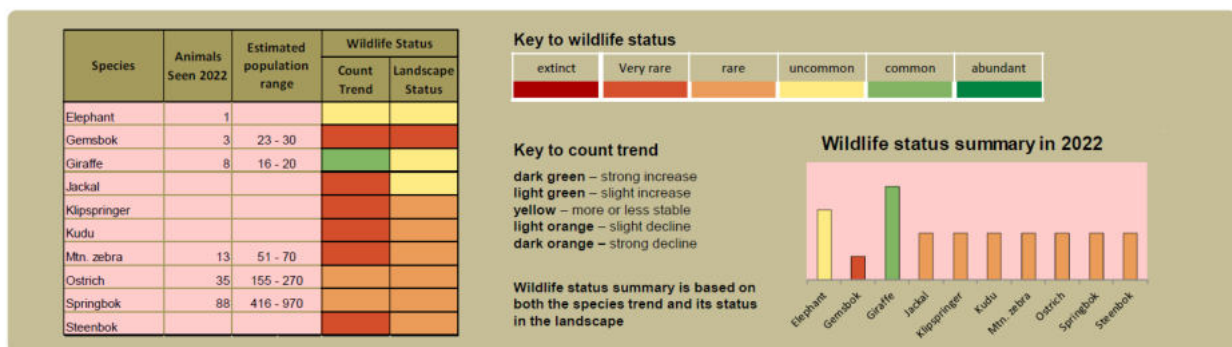 Species Animals Seen 2022 Estimated population range Wildlife Status
Count Trend Landscape Status
Elephant 1
Gemsbok 3 23 - 30
Giraffe 8 16 - 20
Jackal
Klipspringer
Kudu
Mtn. zebra 13 51 - 70
Ostrich 35 155 - 270
Springbok 88 416 - 970
Steenbok
Key to wildlife status
extinct Very rare rare uncommon common abundant
Key to count trend
dark green – strong increase
light green – slight increase
yellow – more or less stable
light orange – slight decline
dark orange – strong decline
Wildlife status summary is based
on both the species trend and its status
in the landscape
Wildlife status summary in 2022
Elephant
Gemsbok
Giraffe
Jackal
Klipspringer
Kudu
Mtn. zebra
Ostrich
Springbok
Steenbok